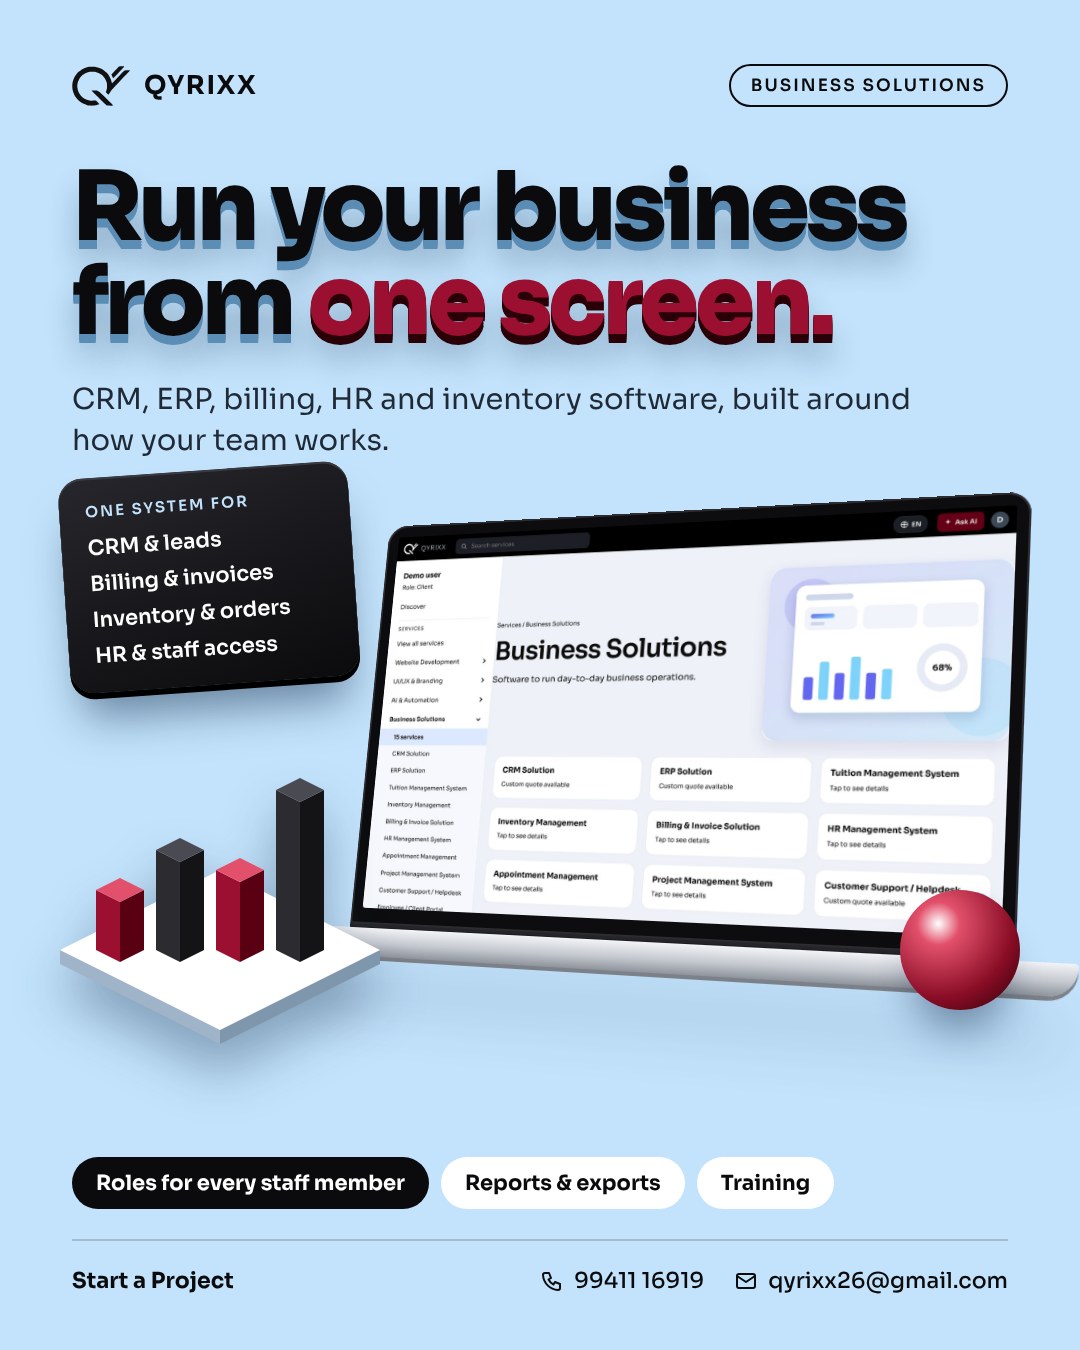 QYRIXX
BUSINESS SOLUTIONS
Run your business
from one screen.
CRM, ERP, billing, HR and inventory software, built around
how your team works.
ONE SYSTEM FOR
CRM & leads
Billing & invoices
Inventory & orders
HR & staff access
QYRIXX
Search services
EN
Ask AI
D
Demo user
Role: Client
Discover
SERVICES
View all services
Website Development
UI/UX & Branding
AI & Automation
Business Solutions
15 services
CRM Solution
ERP Solution
Tuition Management System
Inventory Management
Billing & Invoice Solution
HR Management System
Appointment Management
Project Management System
Customer Support / Helpdesk
Employee / Client Portal
Services / Business Solutions
Business Solutions
Software to run day-to-day business operations.
68%
CRM Solution
Custom quote available
ERP Solution
Custom quote available
Tuition Management System
Tap to see details
Inventory Management
Tap to see details
Billing & Invoice Solution
Tap to see details
HR Management System
Tap to see details
Appointment Management
Tap to see details
Project Management System
Tap to see details
Customer Support / Helpdesk
Custom quote available
Roles for every staff member
Reports & exports
Training
Start a Project
99411 16919
qyrixx26@gmail.com